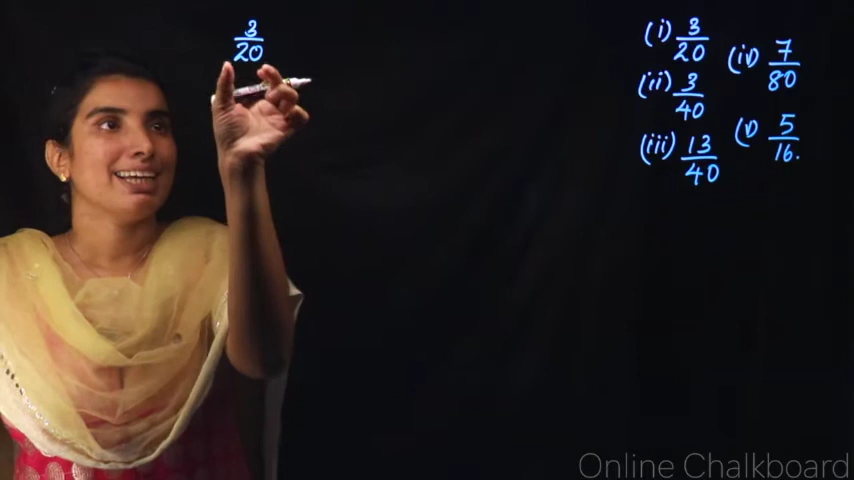 3/20
(i) 3/20
(ii) 3/40
(iii) 13/40
(iv) 7/80
(v) 5/16.
Online Chalkboard